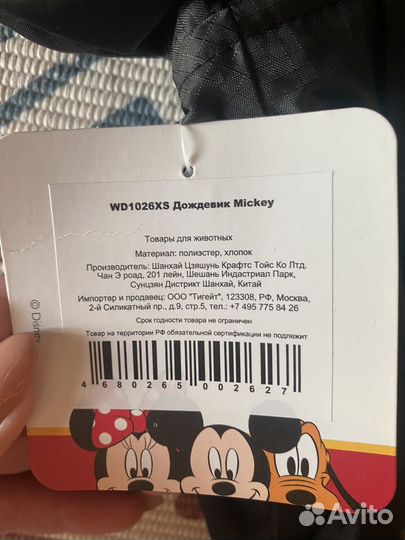 WD1026XS Дождевик Mickey
Товары для животных
Материал: полиэстер, хлопок
Производитель: Шанхай Цзяшунь Крафтс Тойс Ко Лтд.
Чан Э роад, 201 лейн, Шешань Индастриал Парк,
Сунцзян Дистрикт Шанхай, Китай
Импортер и продавец: ООО "Тигейт", 123308, РФ, Москва,
2-й Силикатный пр., д.9, стр.5, тел.: +7 495 775 84 26
Срок годности товара не ограничен
Товар на территории РФ обязательной сертификации не подлежит
4680265002627
© Disney
Avito